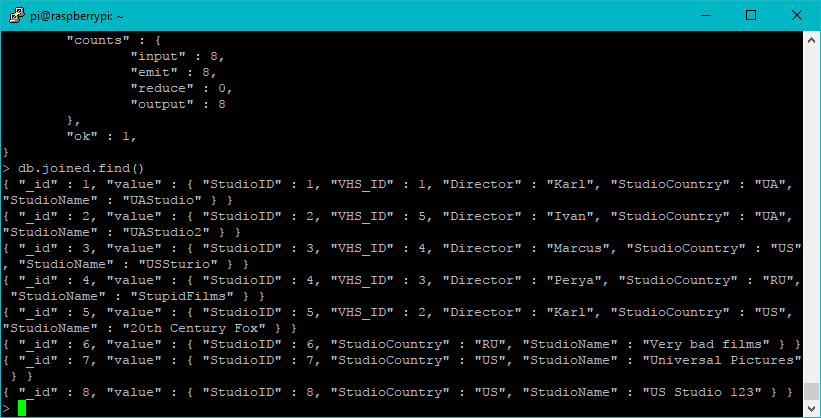 pi@raspberrypi: ~
"counts" : {
"input" : 8,
"emit" : 8,
"reduce" : 0,
"output" : 8
},
"ok" : 1,
}
> db.joined.find()
{ "_id" : 1, "value" : { "StudioID" : 1, "VHS_ID" : 1, "Director" : "Karl", "StudioCountry" : "UA",
"StudioName" : "UAStudio" } }
{ "_id" : 2, "value" : { "StudioID" : 2, "VHS_ID" : 5, "Director" : "Ivan", "StudioCountry" : "UA",
"StudioName" : "UAStudio2" } }
{ "_id" : 3, "value" : { "StudioID" : 3, "VHS_ID" : 4, "Director" : "Marcus", "StudioCountry" : "US"
, "StudioName" : "USSturio" } }
{ "_id" : 4, "value" : { "StudioID" : 4, "VHS_ID" : 3, "Director" : "Perya", "StudioCountry" : "RU",
"StudioName" : "StupidFilms" } }
{ "_id" : 5, "value" : { "StudioID" : 5, "VHS_ID" : 2, "Director" : "Karl", "StudioCountry" : "US",
"StudioName" : "20th Century Fox" } }
{ "_id" : 6, "value" : { "StudioID" : 6, "StudioCountry" : "RU", "StudioName" : "Very bad films" } }
{ "_id" : 7, "value" : { "StudioID" : 7, "StudioCountry" : "US", "StudioName" : "Universal Pictures"
} }
{ "_id" : 8, "value" : { "StudioID" : 8, "StudioCountry" : "US", "StudioName" : "US Studio 123" } }
>